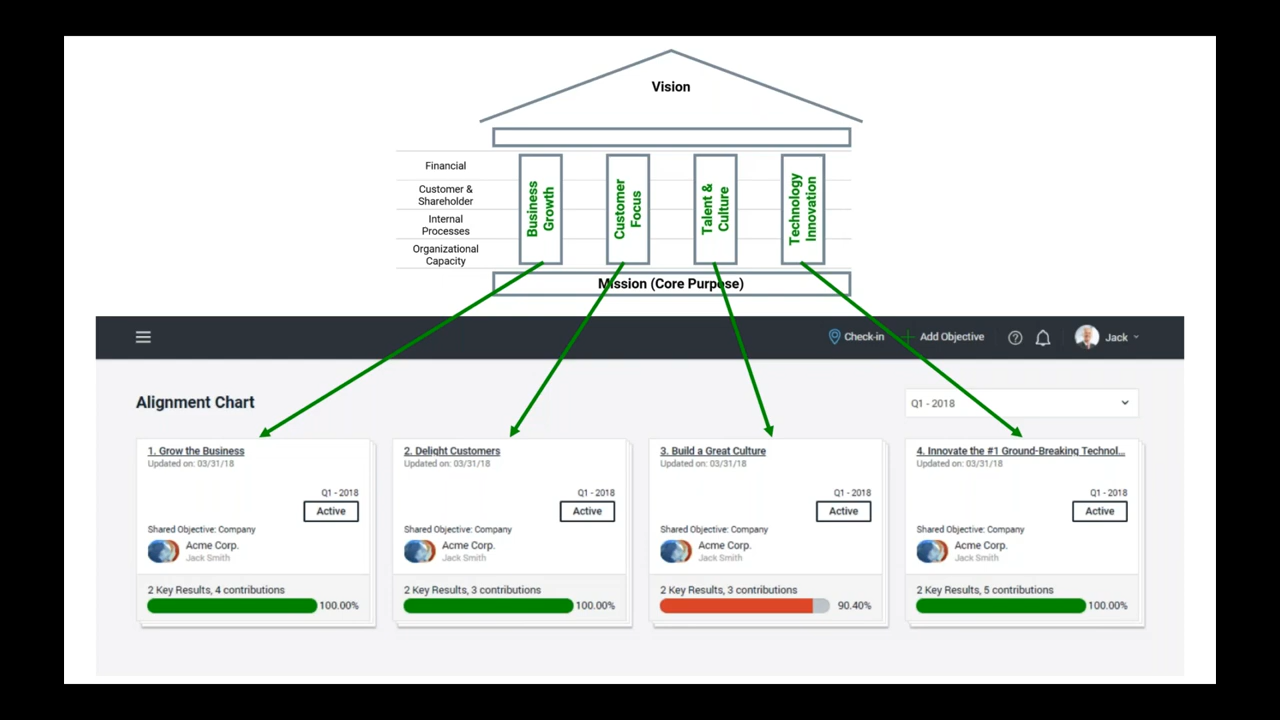 Vision
Financial
Customer &
Shareholder
Internal
Processes
Organizational
Capacity
Business
Growth
Customer
Focus
Talent &
Culture
Technology
Innovation
Mission (Core Purpose)
Check-in
Add Objective
Jack
Alignment Chart
Q1 - 2018
1. Grow the Business
Updated on: 03/31/18
Q1 - 2018
Active
Shared Objective: Company
Acme Corp.
Jack Smith
2 Key Results, 4 contributions
100.00%
2. Delight Customers
Updated on: 03/31/18
Q1 - 2018
Active
Shared Objective: Company
Acme Corp.
Jack Smith
2 Key Results, 3 contributions
100.00%
3. Build a Great Culture
Updated on: 03/31/18
Q1 - 2018
Active
Shared Objective: Company
Acme Corp.
Jack Smith
2 Key Results, 3 contributions
90.40%
4. Innovate the #1 Ground-Breaking Technol...
Updated on: 03/31/18
Q1 - 2018
Active
Shared Objective: Company
Acme Corp.
Jack Smith
2 Key Results, 5 contributions
100.00%